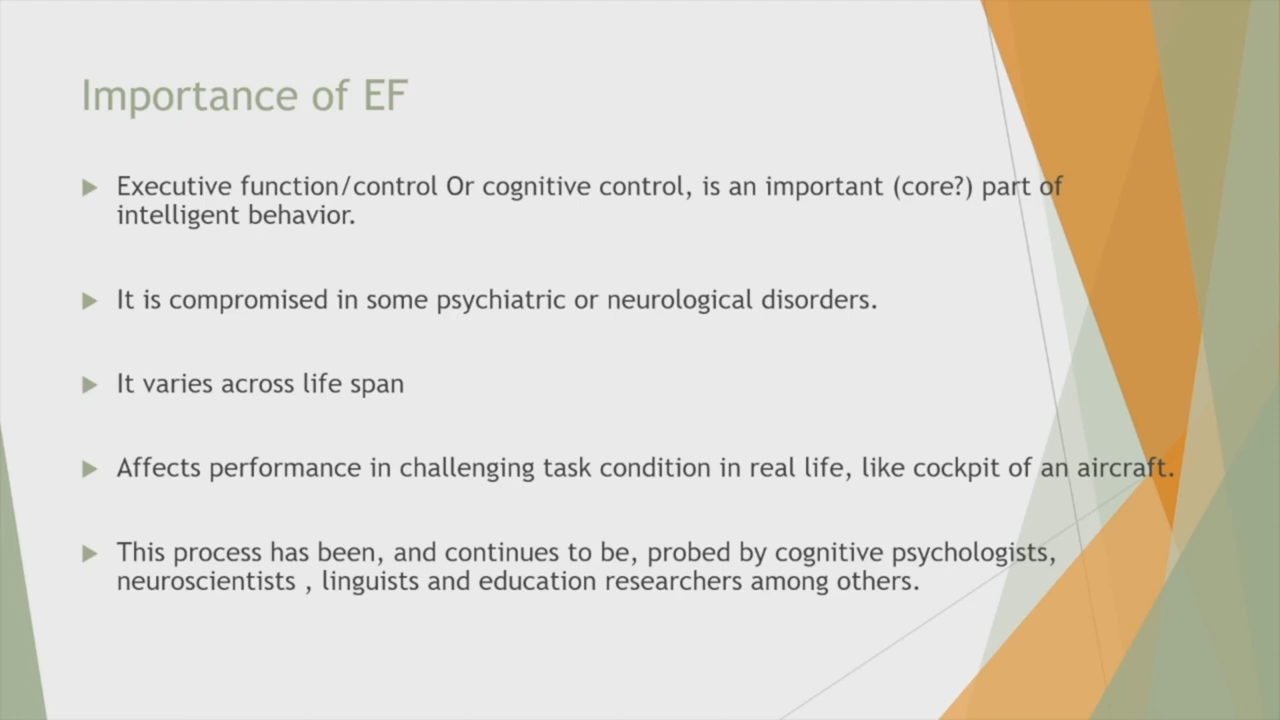 Importance of EF
Executive function/control Or cognitive control, is an important (core?) part of
intelligent behavior.
It is compromised in some psychiatric or neurological disorders.
It varies across life span
Affects performance in challenging task condition in real life, like cockpit of an aircraft.
This process has been, and continues to be, probed by cognitive psychologists,
neuroscientists , linguists and education researchers among others.